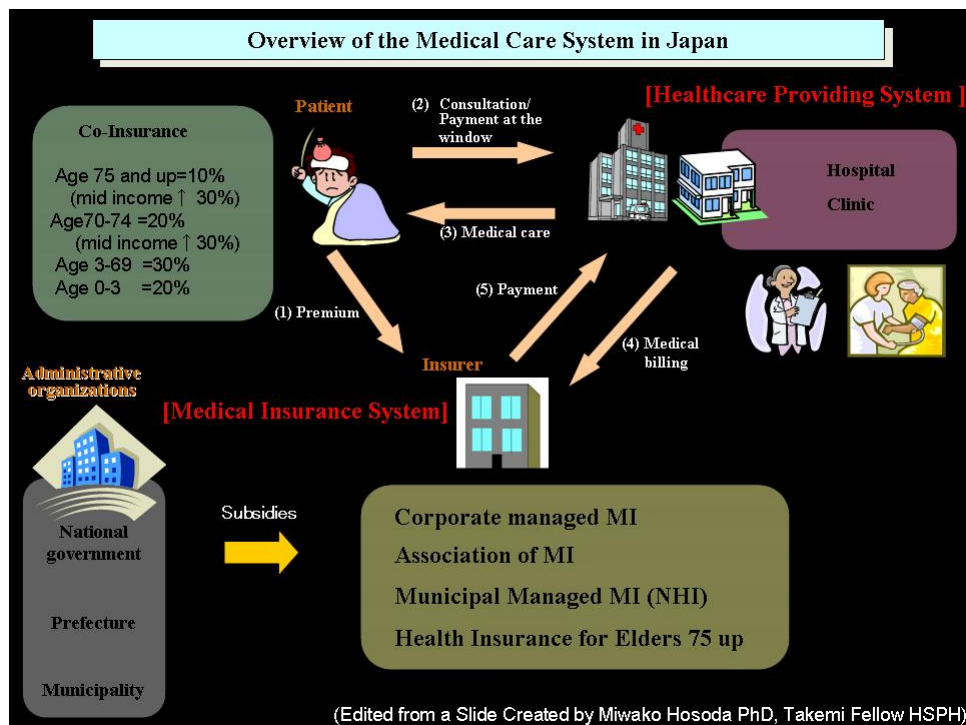 Overview of the Medical Care System in Japan
Patient
(2) Consultation/
Payment at the
window
[Healthcare Providing System ]
Co-Insurance
Age 75 and up=10%
(mid income ↑ 30%)
Age70-74 =20%
(mid income ↑ 30%)
Age 3-69 =30%
Age 0-3 =20%
Hospital
Clinic
(3) Medical care
(1) Premium
(5) Payment
(4) Medical
billing
Insurer
Administrative
organizations
[Medical Insurance System]
National
government
Prefecture
Municipality
Subsidies
Corporate managed MI
Association of MI
Municipal Managed MI (NHI)
Health Insurance for Elders 75 up
(Edited from a Slide Created by Miwako Hosoda PhD, Takemi Fellow HSPH)